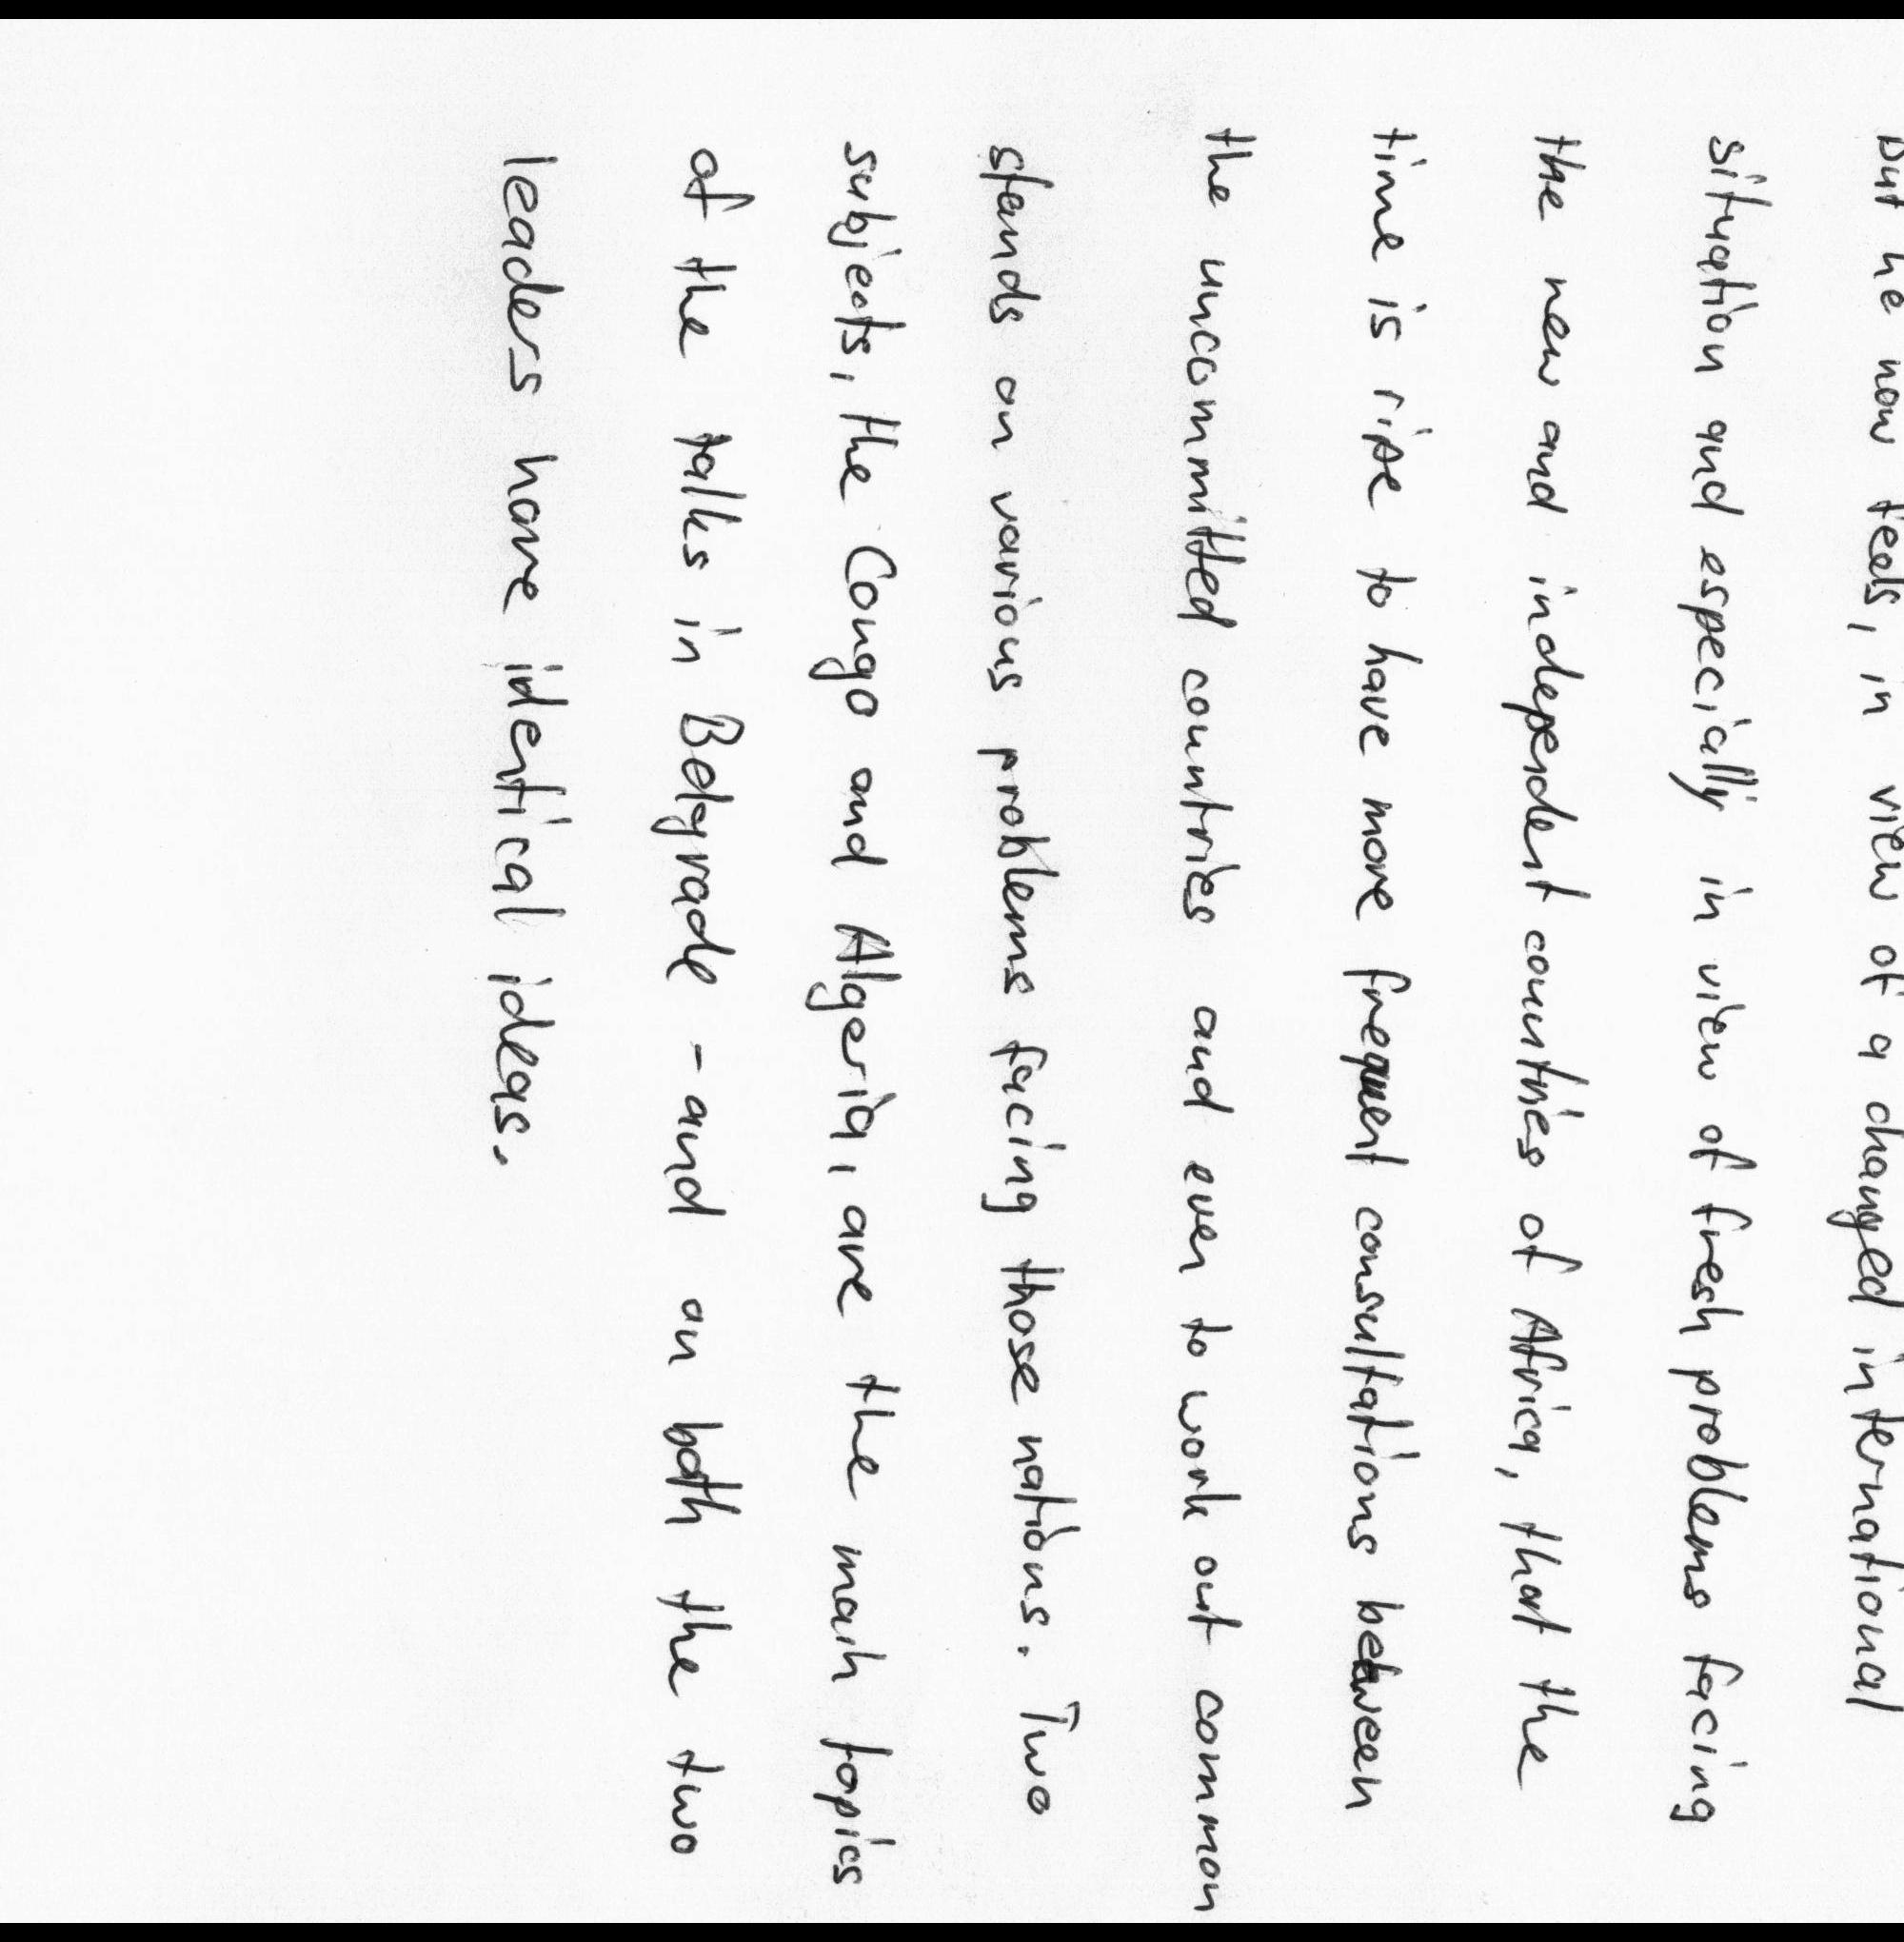 But he now feels, in view of a changed international
situation and especially in view of fresh problems facing
the new and independent countries of Africa, that the
time is ripe to have more frequent consultations between
the uncommitted countries and even to work out common
stands on various problems facing those nations. Two
subjects, the Congo and Algeria, are the main topics
of the talks in Belgrade - and on both the two
leaders have identical ideas.